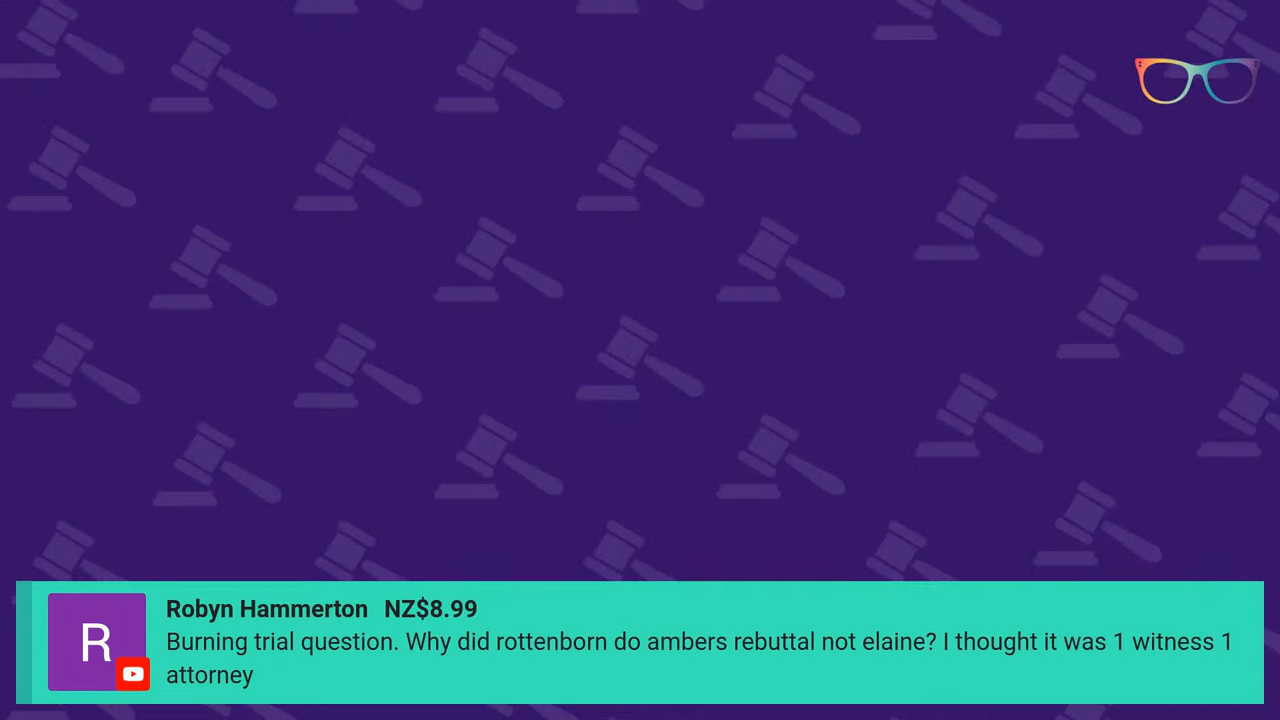 Robyn Hammerton NZ$8.99
R
Burning trial question. Why did rottenborn do ambers rebuttal not elaine? I thought it was 1 witness 1
attorney